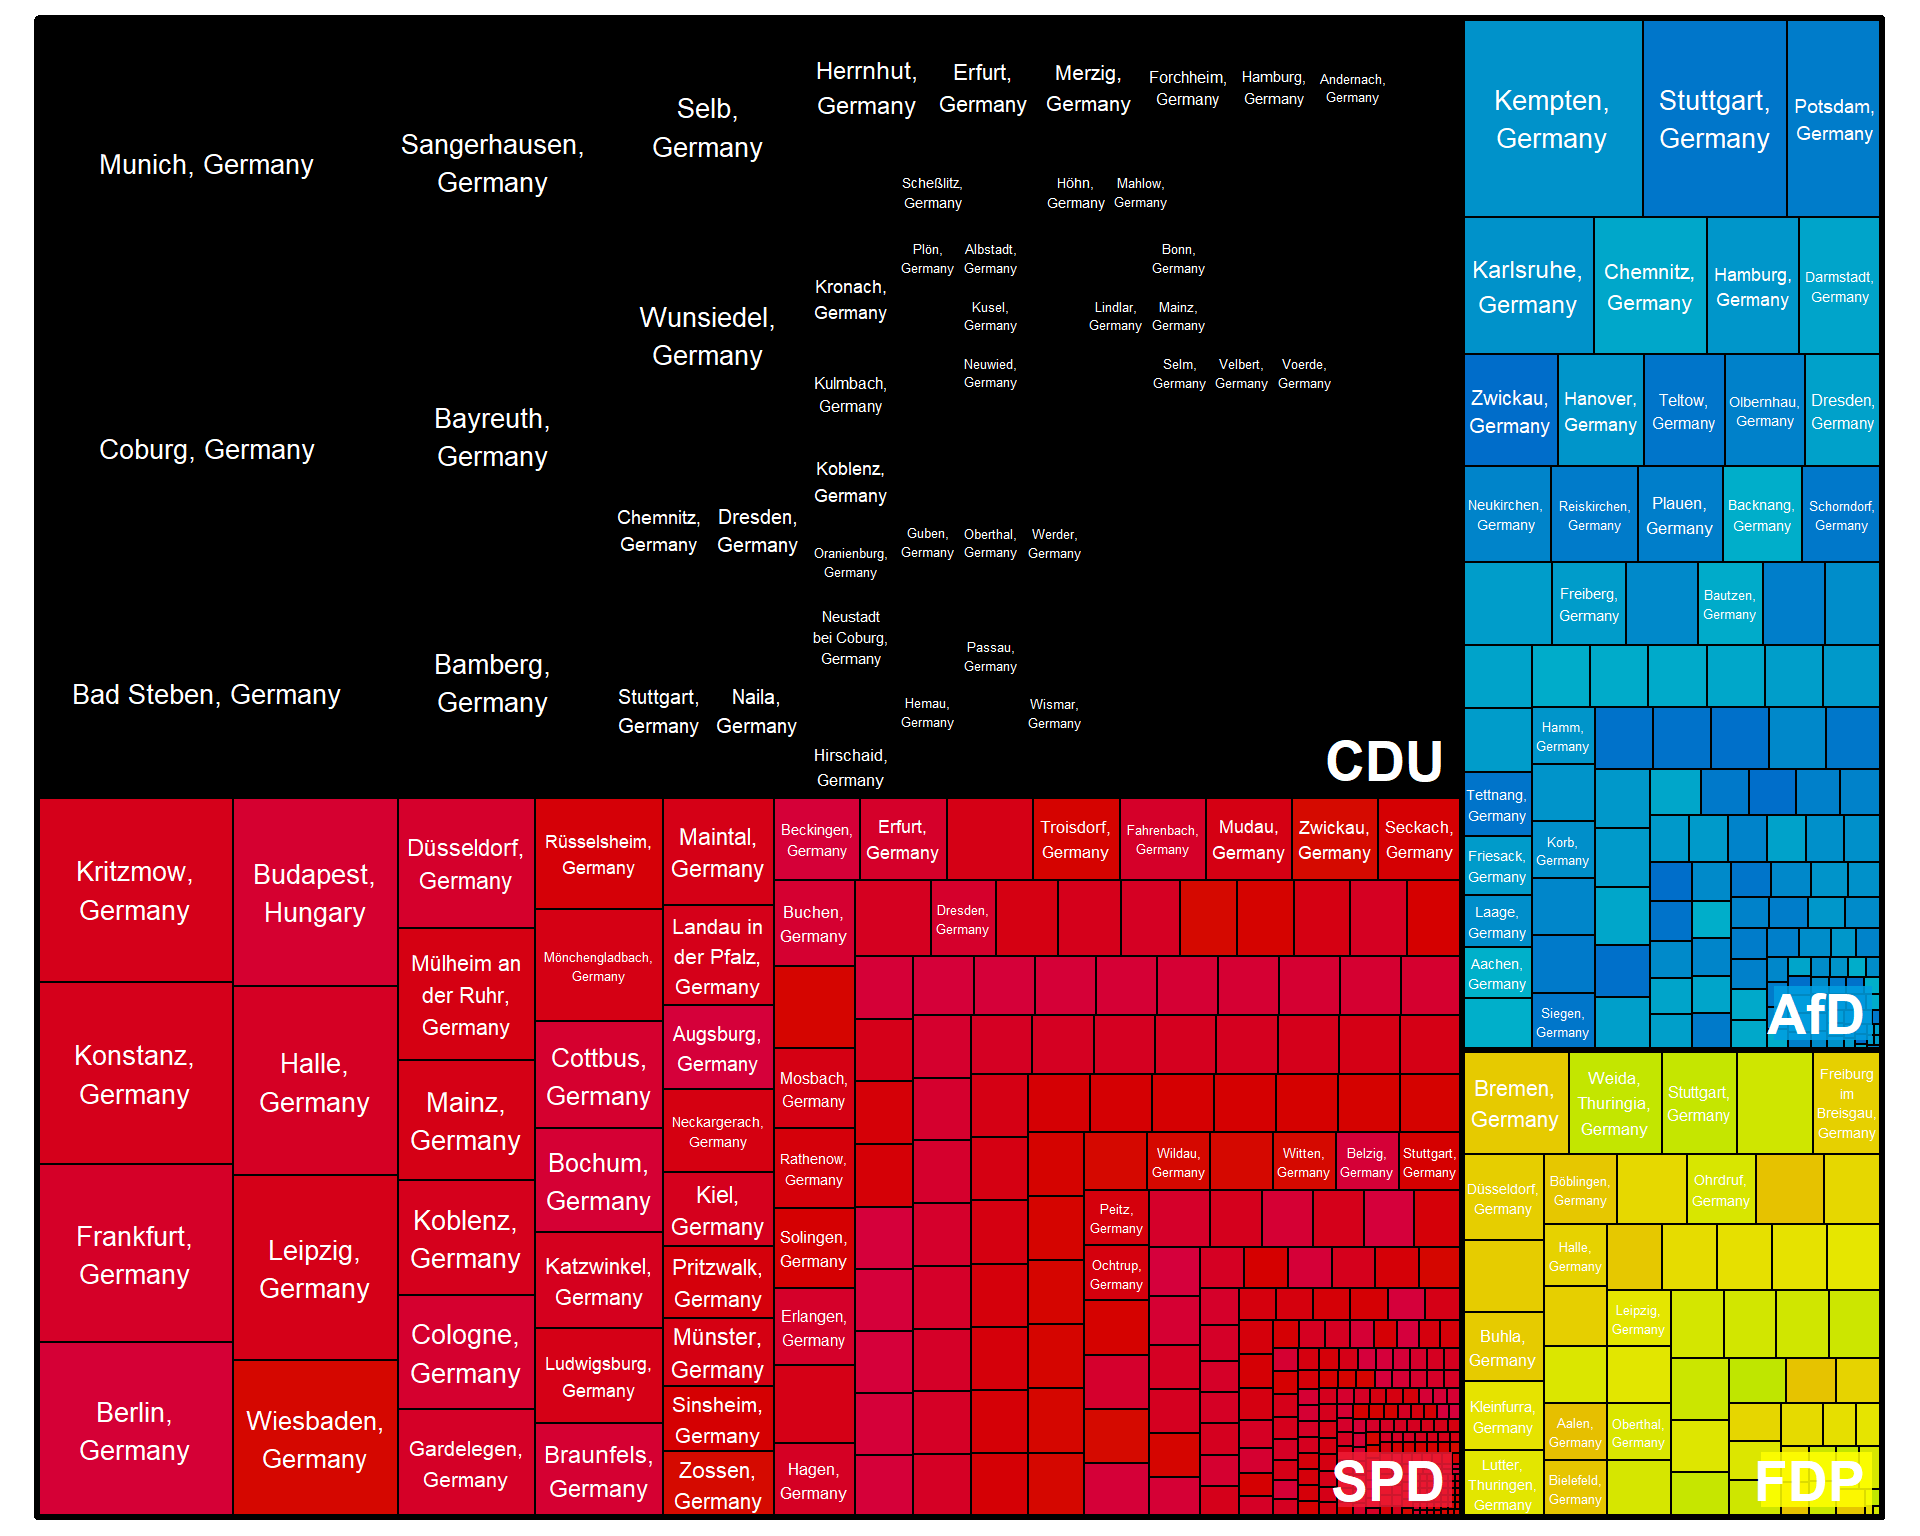 Munich, Germany
Coburg, Germany
Bad Steben, Germany
Sangerhausen,
Germany
Bayreuth,
Germany
Bamberg,
Germany
Selb,
Germany
Wunsiedel,
Germany
Chemnitz,
Germany
Dresden,
Germany
Stuttgart,
Germany
Naila,
Germany
Herrnhut,
Germany
Erfurt,
Germany
Merzig,
Germany
Forchheim,
Germany
Hamburg,
Germany
Andernach,
Germany
Scheßlitz,
Germany
Höhn,
Germany
Mahlow,
Germany
Kronach,
Germany
Plön,
Germany
Albstadt,
Germany
Bonn,
Germany
Kusel,
Germany
Lindlar,
Germany
Mainz,
Germany
Kulmbach,
Germany
Neuwied,
Germany
Selm,
Germany
Velbert,
Germany
Voerde,
Germany
Koblenz,
Germany
Oranienburg,
Germany
Guben,
Germany
Oberthal,
Germany
Werder,
Germany
Neustadt
bei Coburg,
Germany
Passau,
Germany
Hemau,
Germany
Wismar,
Germany
Hirschaid,
Germany
CDU
Kritzmow,
Germany
Konstanz,
Germany
Frankfurt,
Germany
Berlin,
Germany
Budapest,
Hungary
Halle,
Germany
Leipzig,
Germany
Wiesbaden,
Germany
Düsseldorf,
Germany
Mülheim an
der Ruhr,
Germany
Mainz,
Germany
Koblenz,
Germany
Cologne,
Germany
Gardelegen,
Germany
Rüsselsheim,
Germany
Mönchengladbach,
Germany
Cottbus,
Germany
Bochum,
Germany
Katzwinkel,
Germany
Ludwigsburg,
Germany
Braunfels,
Germany
Maintal,
Germany
Landau in
der Pfalz,
Germany
Augsburg,
Germany
Neckargerach,
Germany
Kiel,
Germany
Pritzwalk,
Germany
Münster,
Germany
Sinsheim,
Germany
Zossen,
Germany
Beckingen,
Germany
Erfurt,
Germany
Troisdorf,
Germany
Fahrenbach,
Germany
Mudau,
Germany
Zwickau,
Germany
Seckach,
Germany
Buchen,
Germany
Dresden,
Germany
Mosbach,
Germany
Rathenow,
Germany
Solingen,
Germany
Erlangen,
Germany
Hagen,
Germany
Wildau,
Germany
Witten,
Germany
Belzig,
Germany
Stuttgart,
Germany
Peitz,
Germany
Ochtrup,
Germany
SPD
Kempten,
Germany
Stuttgart,
Germany
Potsdam,
Germany
Karlsruhe,
Germany
Chemnitz,
Germany
Hamburg,
Germany
Darmstadt,
Germany
Zwickau,
Germany
Hanover,
Germany
Teltow,
Germany
Olbernhau,
Germany
Dresden,
Germany
Neukirchen,
Germany
Reiskirchen,
Germany
Plauen,
Germany
Backnang,
Germany
Schorndorf,
Germany
Freiberg,
Germany
Bautzen,
Germany
Hamm,
Germany
Tettnang,
Germany
Korb,
Germany
Friesack,
Germany
Laage,
Germany
Aachen,
Germany
Siegen,
Germany
AfD
Bremen,
Germany
Weida,
Thuringia,
Germany
Stuttgart,
Germany
Freiburg
im
Breisgau,
Germany
Düsseldorf,
Germany
Böblingen,
Germany
Ohrdruf,
Germany
Halle,
Germany
Leipzig,
Germany
Buhla,
Germany
Kleinfurra,
Germany
Aalen,
Germany
Oberthal,
Germany
Lutter,
Thuringen,
Germany
Bielefeld,
Germany
FDP